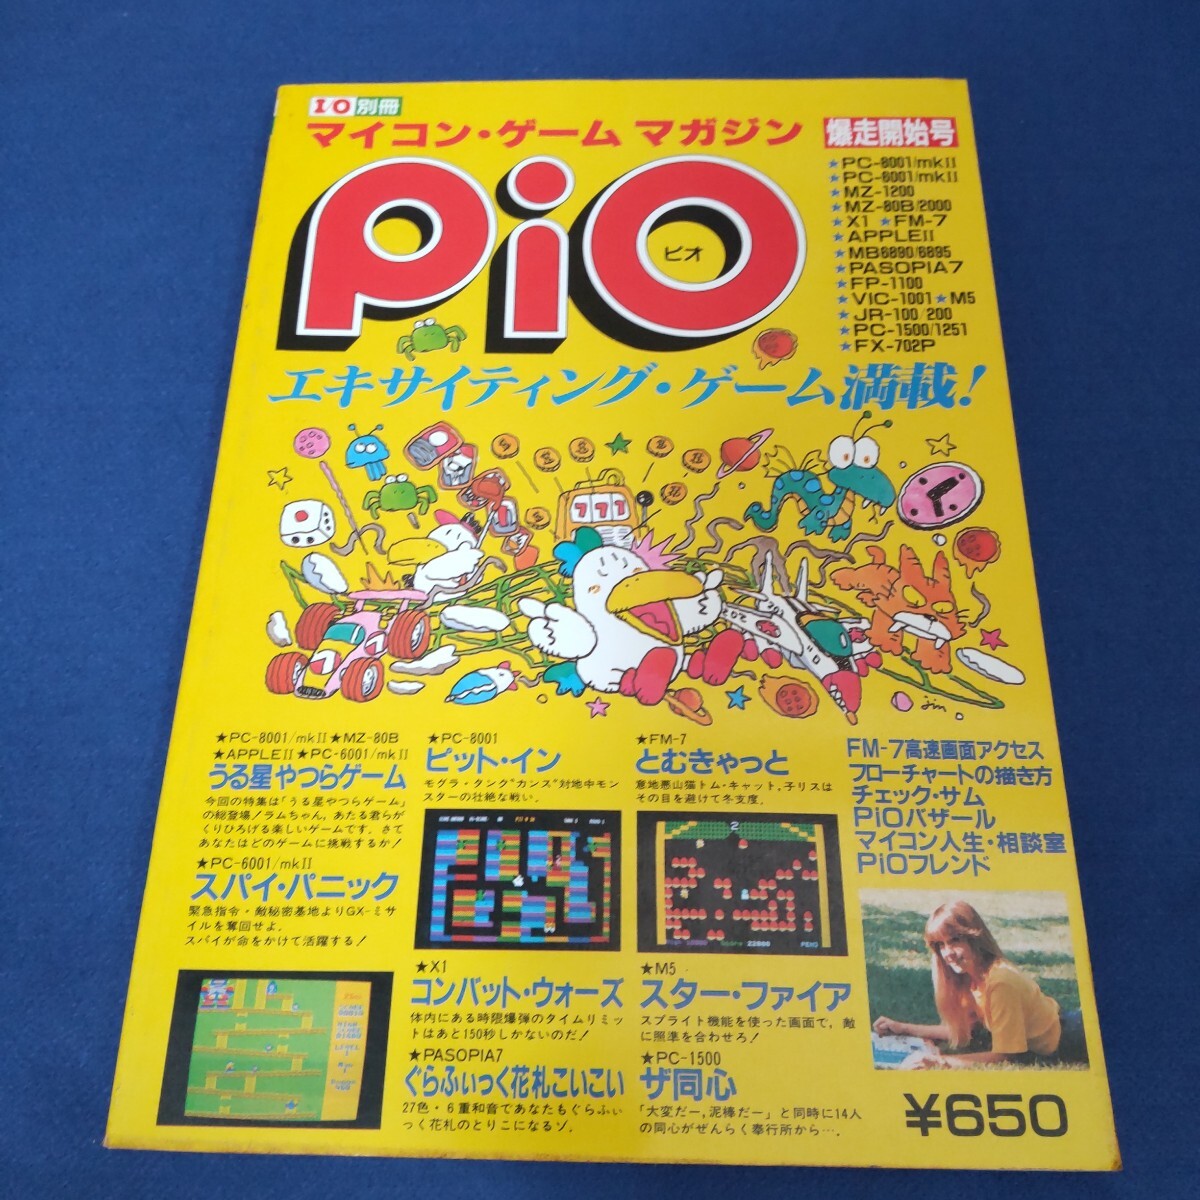 I/O 別冊
マイコン・ゲーム マガジン
爆走開始号
PiO
ピオ
★PC-8001/mkII
★PC-6001/mkII
★MZ-1200
★MZ-80B/2000
★X1 ★FM-7
★APPLEII
★MB6890/6895
★PASOPIA7
★FP-1100
★VIC-1001 ★M5
★JR-100/200
★PC-1500/1251
★FX-702P
エキサイティング・ゲーム満載!
777
jim
★PC-8001/mkII★MZ-80B
★APPLEII★PC-6001/mkII
うる星やつらゲーム
今回の特集は「うる星やつらゲーム」
の総登場!ラムちゃん,あたる君らが
くりひろげる楽しいゲームです。さて
あなたはどのゲームに挑戦するか!
★PC-6001/mkII
スパイ・パニック
緊急指令・敵秘密基地よりGX-ミサ
イルを奪回せよ。
スパイが命をかけて活躍する!
★PC-8001
ピット・イン
モグラ・タンク“カンス”対地中モン
スターの壮絶な戦い。
★X1
コンバット・ウォーズ
体内にある時限爆弾のタイムリミッ
トはあと150秒しかないのだ!
★PASOPIA7
ぐらふぃっく花札こいこい
27色・6重和音であなたもぐらふぃ
っく花札のとりこになるゾ。
★FM-7
とむきゃっと
意地悪山猫トム・キャット,子リスは
その目を避けて冬支度。
2
★M5
スター・ファイア
スプライト機能を使った画面で,敵
に照準を合わせろ!
★PC-1500
ザ同心
「大変だー,泥棒だー」と同時に14人
の同心がぜんらく奉行所から…。
FM-7高速画面アクセス
フローチャートの描き方
チェック・サム
PiOバザール
マイコン人生・相談室
PiOフレンド
¥650